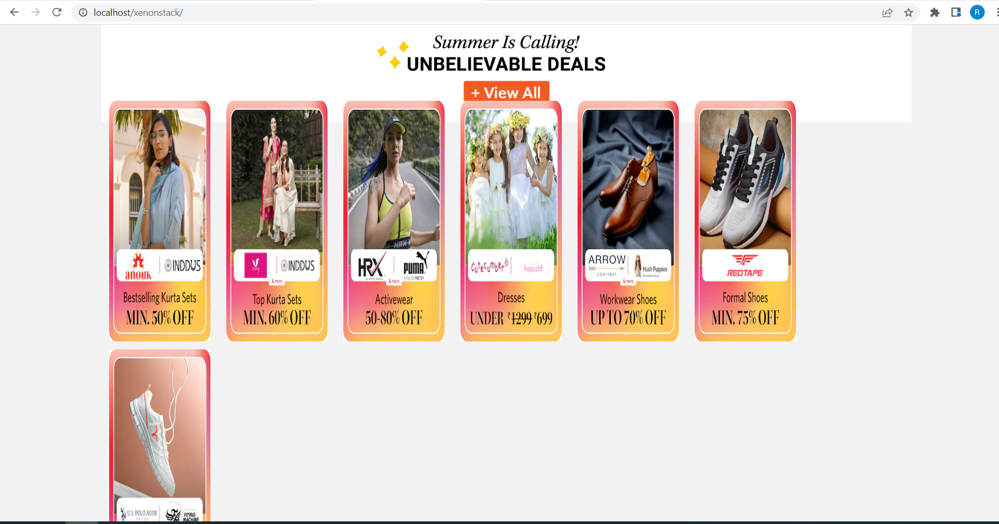 localhost/xenonstack/
R
Summer Is Calling!
UNBELIEVABLE DEALS
+ View All
anouk
INDDUS
Bestselling Kurta Sets
MIN. 50% OFF
INDDUS
& more
Top Kurta Sets
MIN. 60% OFF
HRX
PUMA
FOREVER FASTER
& more
Activewear
50-80% OFF
Cutecumber
hopscotch
Dresses
UNDER ₹1299 ₹699
ARROW
USA·1851
Hush Puppies
& more
Workwear Shoes
UP TO 70% OFF
REDTAPE
Formal Shoes
MIN. 75% OFF
U.S. POLO ASSN.
FLYING
MACHINE